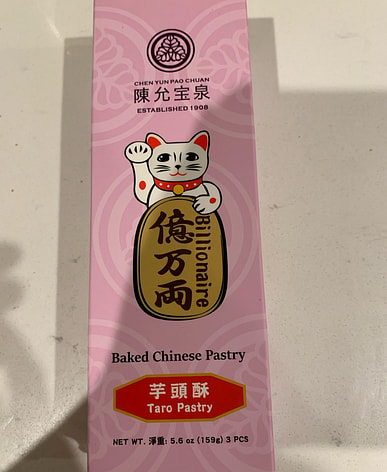 CHEN YUN PAO CHUAN
陳允宝泉
ESTABLISHED 1908
億万両
Billionaire
Baked Chinese Pastry
芋頭酥
Taro Pastry
NET WT. 淨重: 5.6 oz (159g) 3 PCS